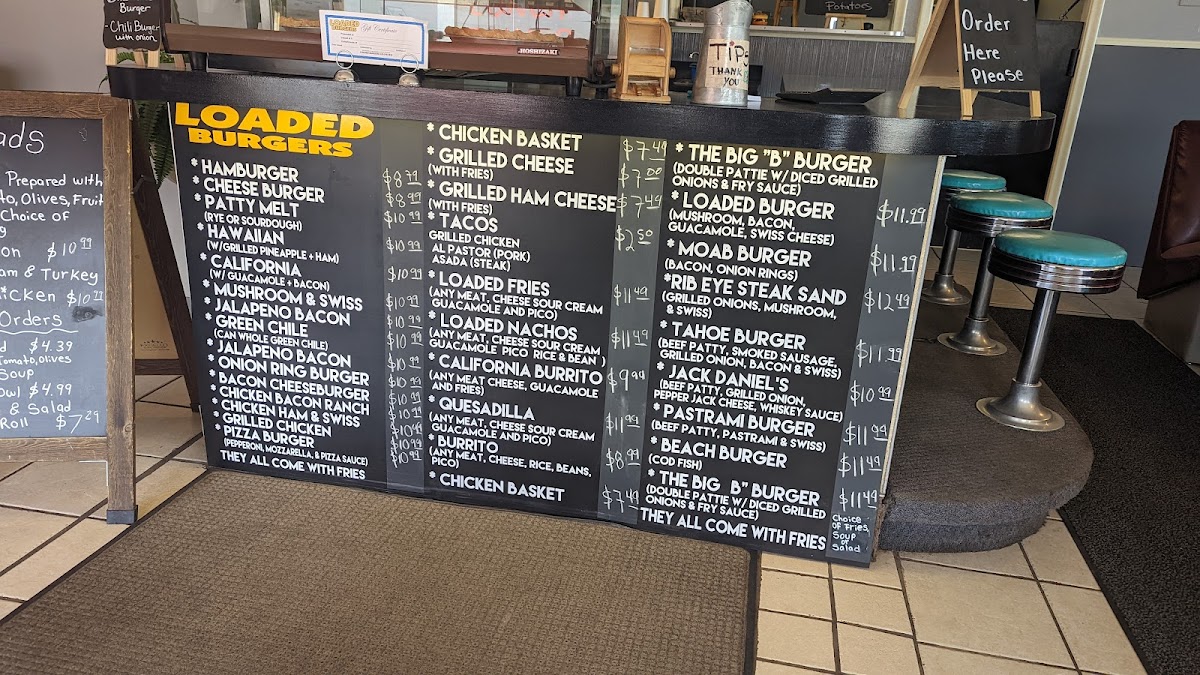 Burger
- Chili Burger
with onion
LOADED
BURGERS
Gift Certificate
HOSHIZAKI
TIPS
THANK
YOU
Potatoes
Order
Here
Please
ads
Prepared with
to, Olives, Fruit
Choice of
g
on $10.99
am & Turkey
icken $10.99
Orders
$4.39
Tomato, olives
Soup
owl $4.99
& Salad
Roll $7.29
LOADED
BURGERS
* HAMBURGER $8.79
* CHEESE BURGER $8.99
* PATTY MELT $10.99
(RYE OR SOURDOUGH)
* HAWAIIAN $10.99
(W/GRILLED PINEAPPLE + HAM)
* CALIFORNIA $10.99
(W/ GUACAMOLE + BACON)
* MUSHROOM & SWISS $10.99
* JALAPENO BACON $10.99
* GREEN CHILE $10.99
(CAN WHOLE GREEN CHILE)
* JALAPENO BACON $10.99
* ONION RING BURGER $10.99
* BACON CHEESEBURGER $10.99
* CHICKEN BACON RANCH $10.99
* CHICKEN HAM & SWISS $10.99
* GRILLED CHICKEN $10.99
* PIZZA BURGER $10.99
(PEPPERONI, MOZZARELLA, & PIZZA SAUCE)
THEY ALL COME WITH FRIES
* CHICKEN BASKET $7.49
* GRILLED CHEESE $7.00
(WITH FRIES)
* GRILLED HAM CHEESE $7.49
(WITH FRIES)
* TACOS $2.50
GRILLED CHICKEN
AL PASTOR (PORK)
ASADA (STEAK)
* LOADED FRIES $11.49
(ANY MEAT, CHEESE SOUR CREAM
GUACAMOLE AND PICO)
* LOADED NACHOS $11.49
(ANY MEAT, CHEESE SOUR CREAM
GUACAMOLE PICO RICE & BEAN )
* CALIFORNIA BURRITO $9.99
(ANY MEAT CHEESE, GUACAMOLE
AND FRIES)
* QUESADILLA $11.99
(ANY MEAT, CHEESE SOUR CREAM
GUACAMOLE AND PICO)
* BURRITO $8.99
(ANY MEAT, CHEESE, RICE, BEANS,
PICO)
* CHICKEN BASKET $7.49
* THE BIG "B" BURGER
(DOUBLE PATTIE W/ DICED GRILLED
ONIONS & FRY SAUCE)
* LOADED BURGER $11.99
(MUSHROOM, BACON,
GUACAMOLE, SWISS CHEESE)
* MOAB BURGER $11.99
(BACON, ONION RINGS)
*RIB EYE STEAK SAND $12.49
(GRILLED ONIONS, MUSHROOM,
& SWISS)
* TAHOE BURGER $11.99
(BEEF PATTY, SMOKED SAUSAGE,
GRILLED ONION, BACON & SWISS)
* JACK DANIEL'S $10.99
(BEEF PATTY, GRILLED ONION,
PEPPER JACK CHEESE, WHISKEY SAUCE)
* PASTRAMI BURGER $11.99
(BEEF PATTY, PASTRAMI & SWISS)
* BEACH BURGER $11.49
(COD FISH)
* THE BIG B" BURGER $11.49
(DOUBLE PATTIE W/ DICED GRILLED
ONIONS & FRY SAUCE)
THEY ALL COME WITH FRIES
Choice
OF Fries,
Soup
or
Salad